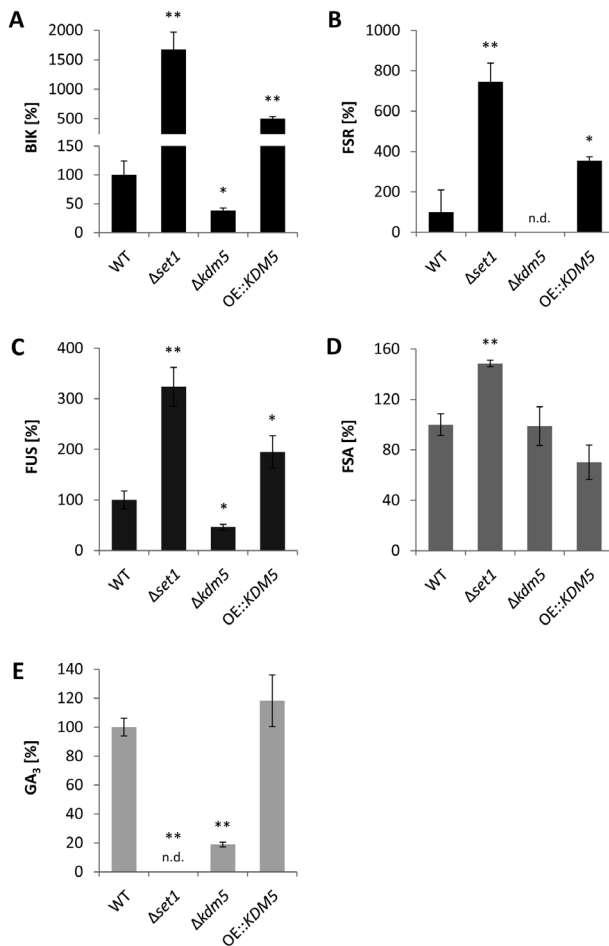 A
BIK [%]
2000
1500
1000
500
150
100
50
0
**
*
**
WT
Δset1
Δkdm5
OE::KDM5
B
FSR [%]
1000
800
600
400
200
0
**
n.d.
*
WT
Δset1
Δkdm5
OE::KDM5
C
FUS [%]
400
300
200
100
0
**
*
*
WT
Δset1
Δkdm5
OE::KDM5
D
FSA [%]
160
120
80
40
0
**
WT
Δset1
Δkdm5
OE::KDM5
E
GA₃ [%]
140
120
100
80
60
40
20
0
**
n.d.
**
WT
Δset1
Δkdm5
OE::KDM5